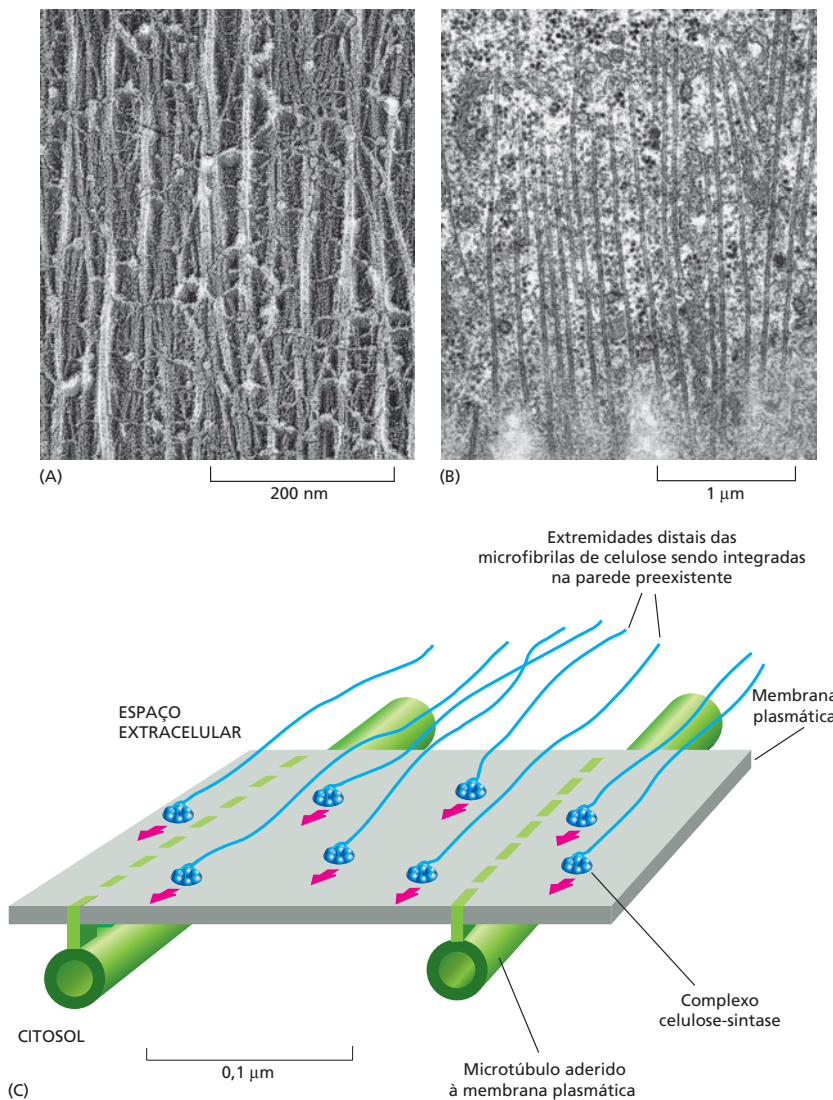 (A)
200 nm
(B)
1 µm
Extremidades distais das
microfibrilas de celulose sendo integradas
na parede preexistente
ESPAÇO
EXTRACELULAR
Membrana
plasmática
Complexo
celulose-sintase
CITOSOL
0,1 µm
Microtúbulo aderido
à membrana plasmática
(C)